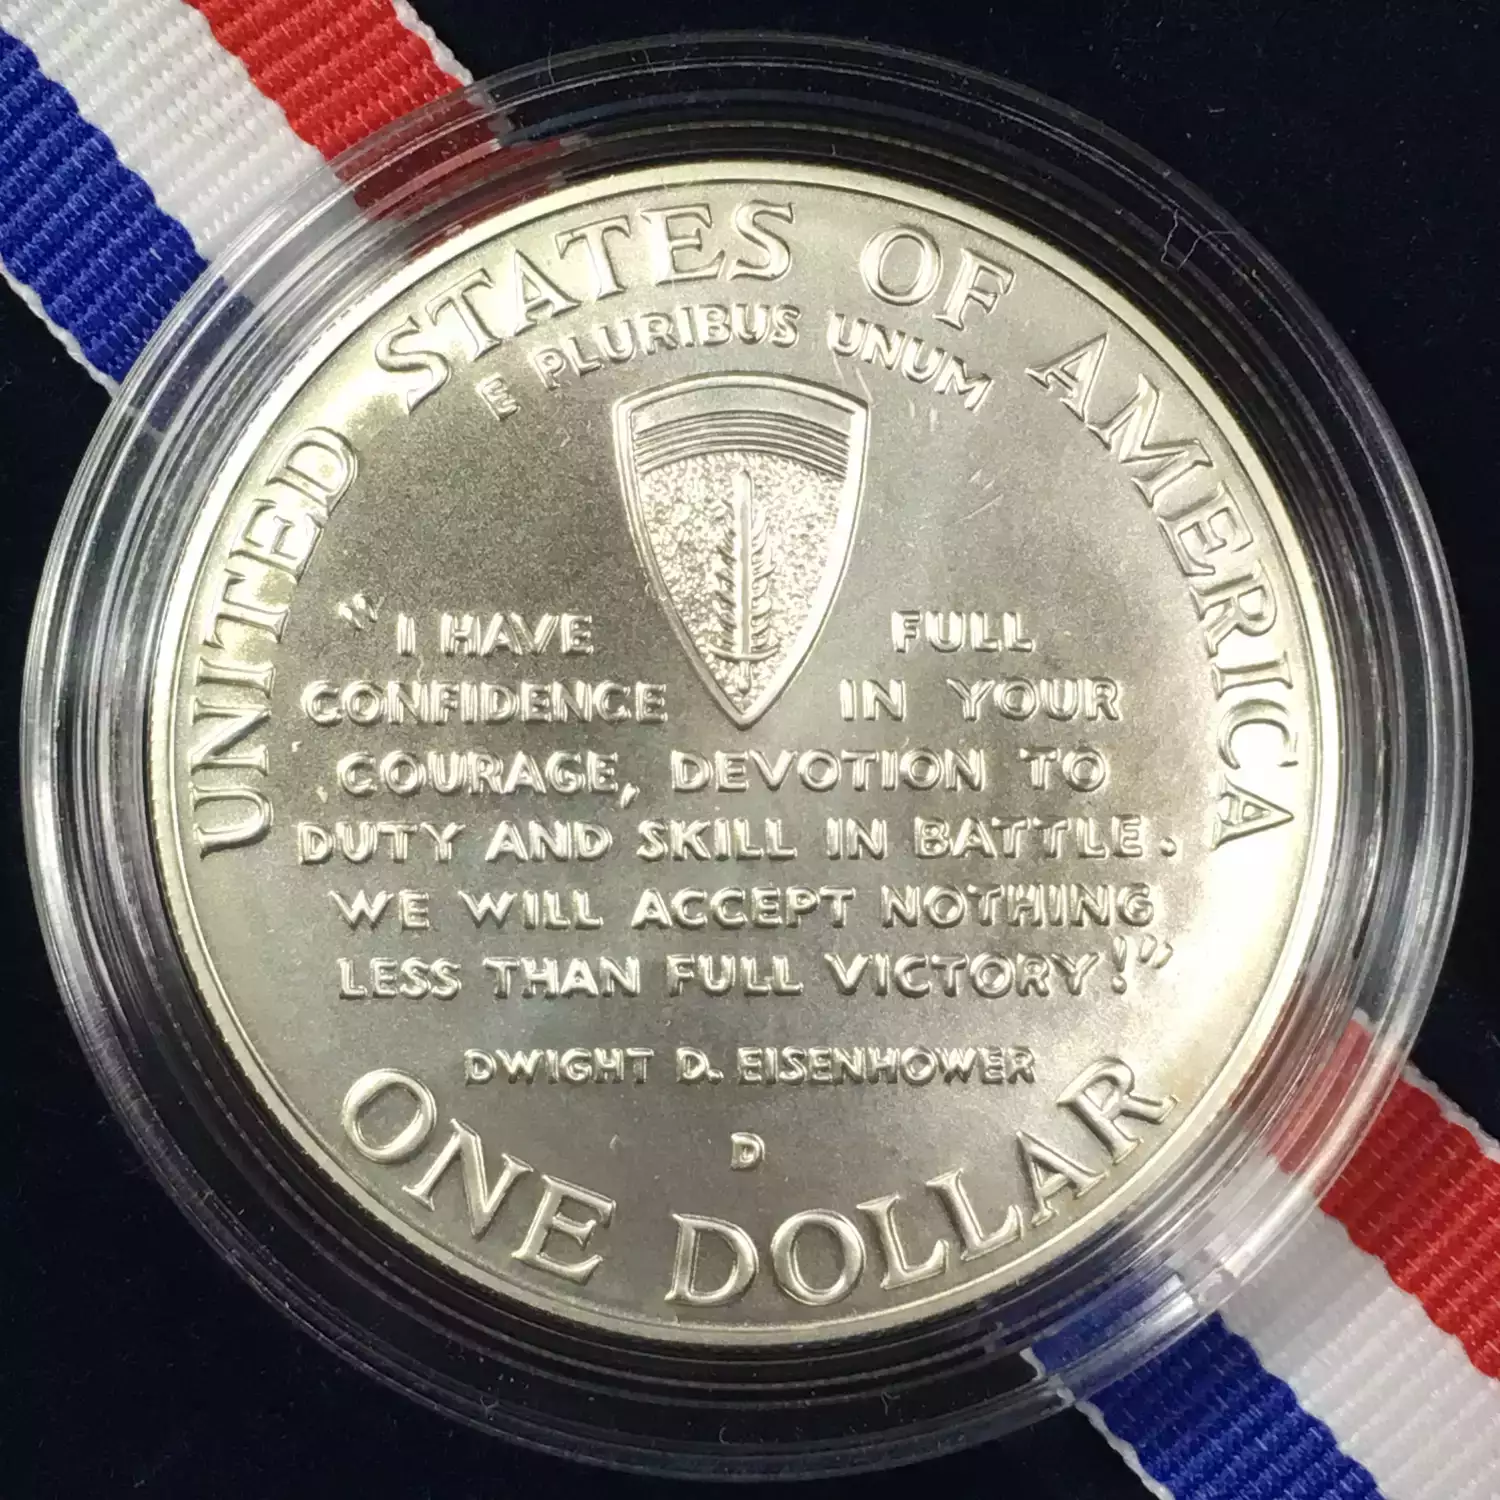 UNITED STATES OF AMERICA
E PLURIBUS UNUM
"I HAVE FULL
CONFIDENCE IN YOUR
COURAGE, DEVOTION TO
DUTY AND SKILL IN BATTLE.
WE WILL ACCEPT NOTHING
LESS THAN FULL VICTORY!"
DWIGHT D. EISENHOWER
D
ONE DOLLAR